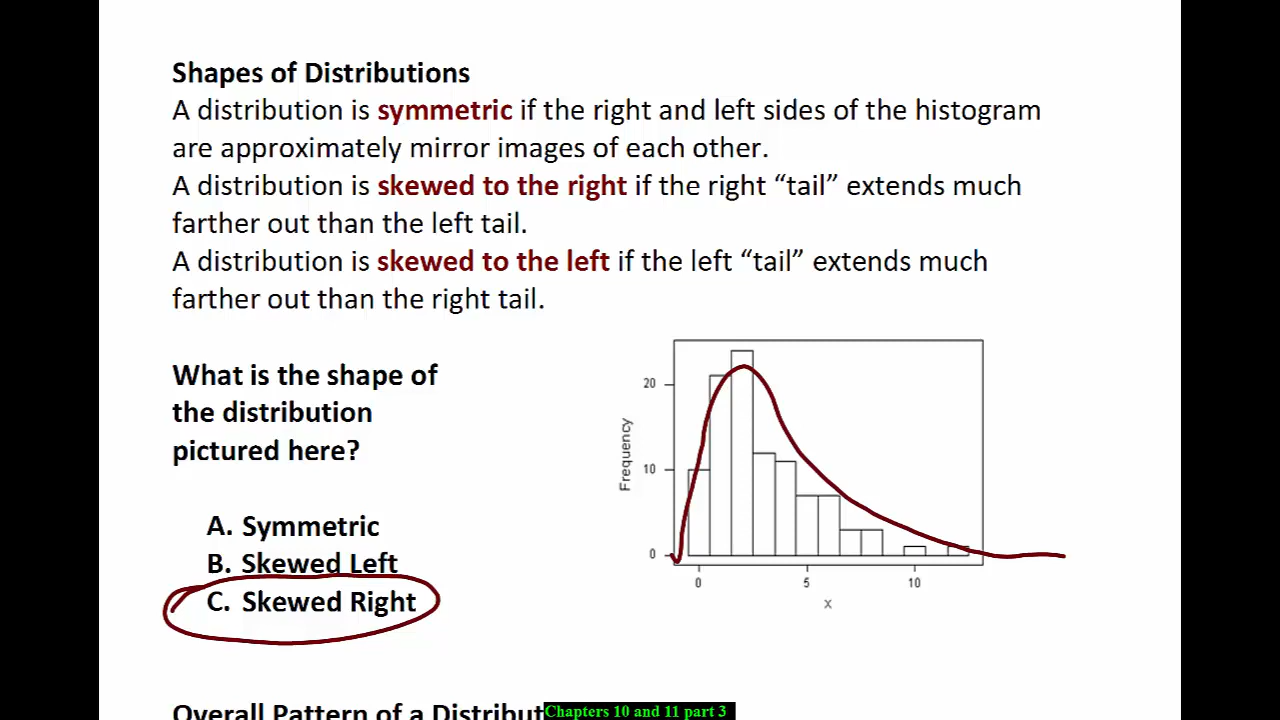 Shapes of Distributions
A distribution is symmetric if the right and left sides of the histogram
are approximately mirror images of each other.
A distribution is skewed to the right if the right “tail” extends much
farther out than the left tail.
A distribution is skewed to the left if the left “tail” extends much
farther out than the right tail.
What is the shape of
the distribution
pictured here?
A. Symmetric
B. Skewed Left
C. Skewed Right
Frequency
20
10
0
0 5 10
x
Overall Pattern of a Distribut
Chapters 10 and 11 part 3